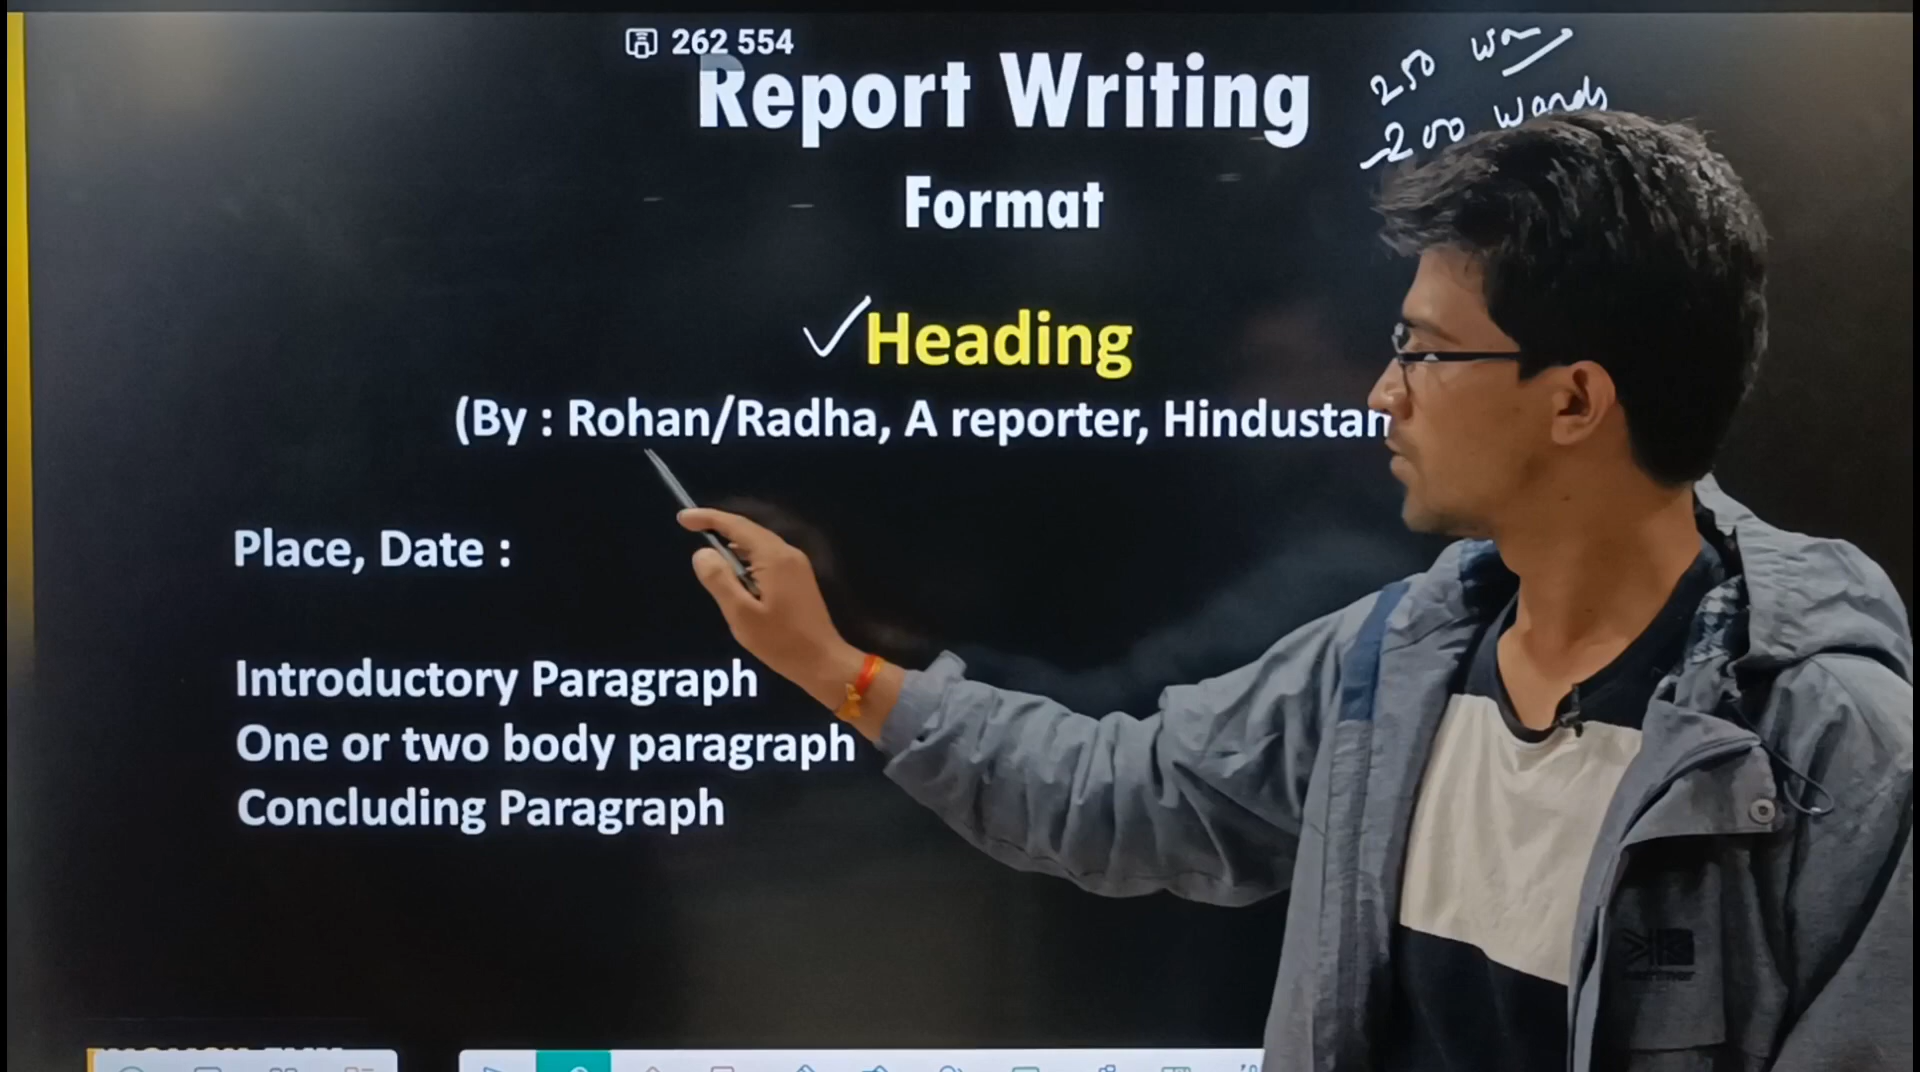 262 554
Report Writing
250 wo
200 words
Format
Heading
(By : Rohan/Radha, A reporter, Hindustan
Place, Date :
Introductory Paragraph
One or two body paragraph
Concluding Paragraph